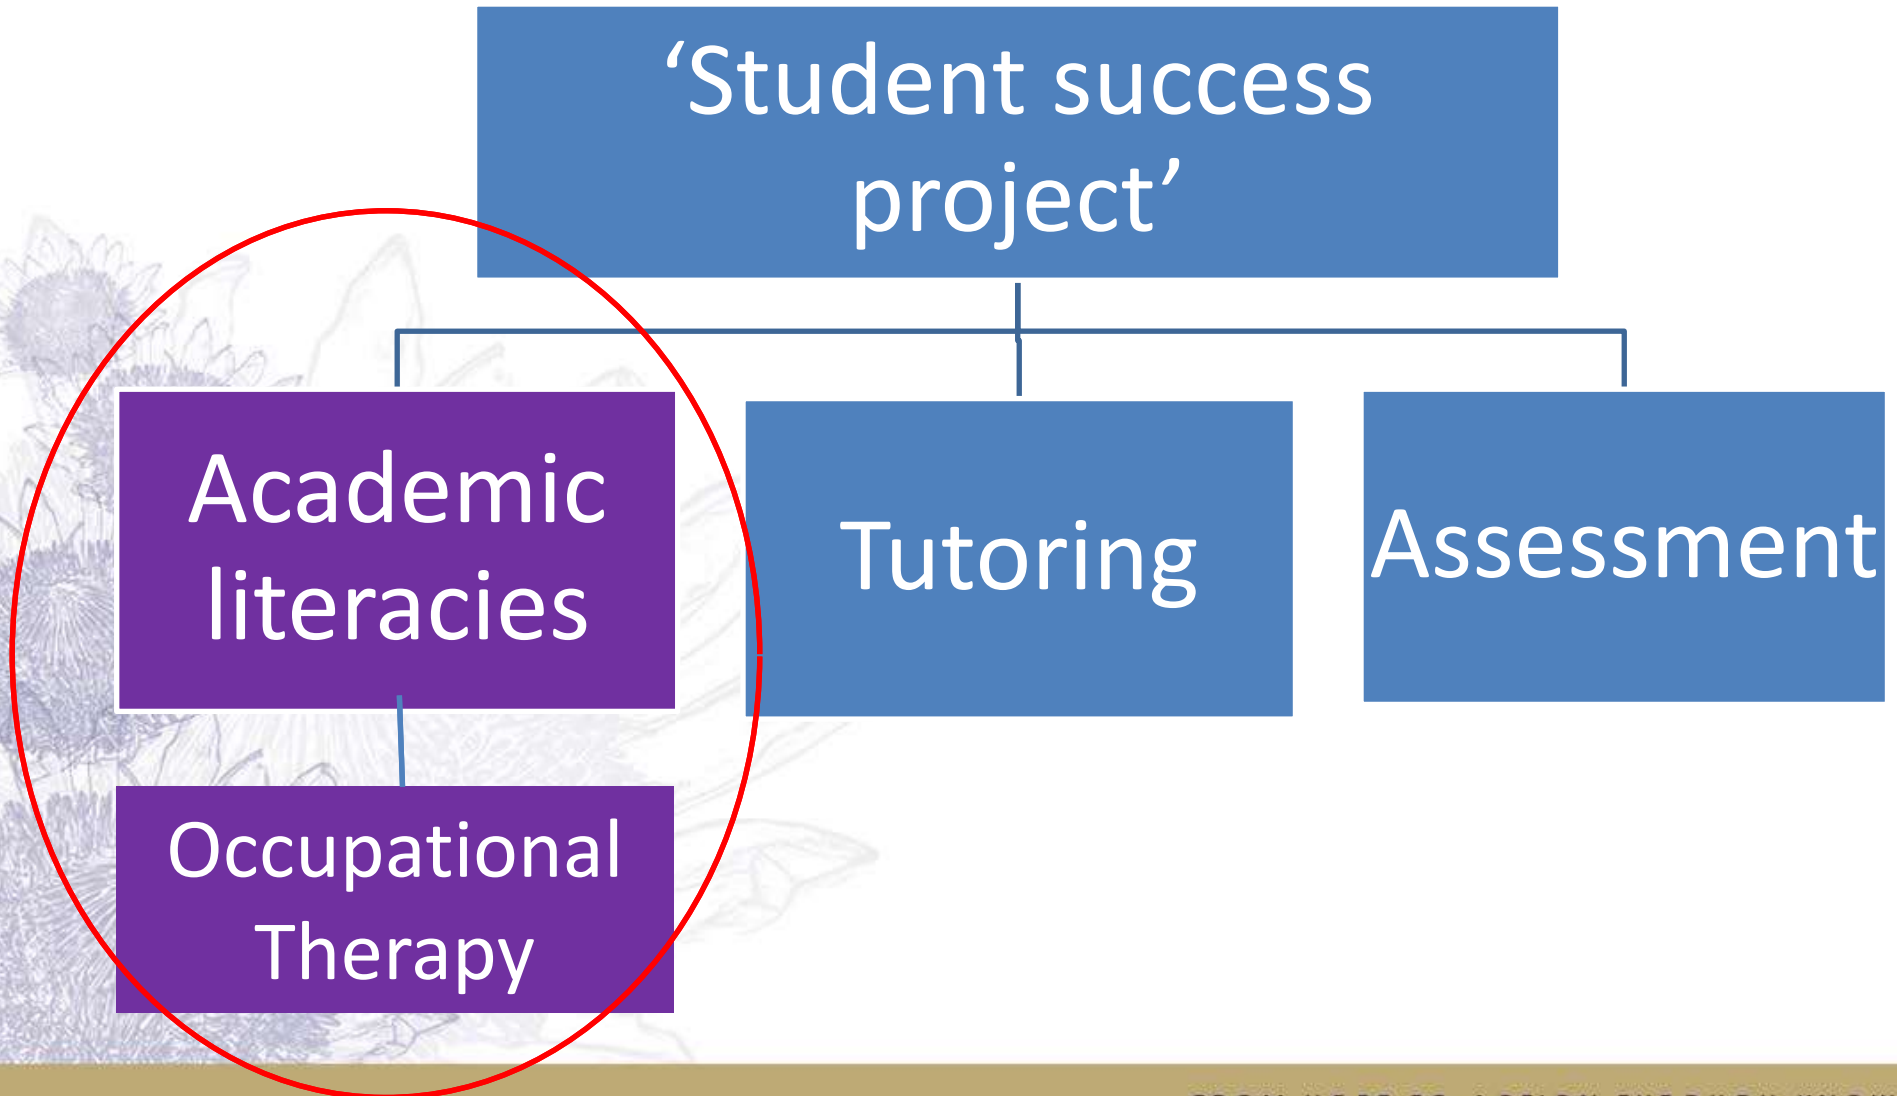 ‘Student success
project’
Academic
literacies
Tutoring
Assessment
Occupational
Therapy